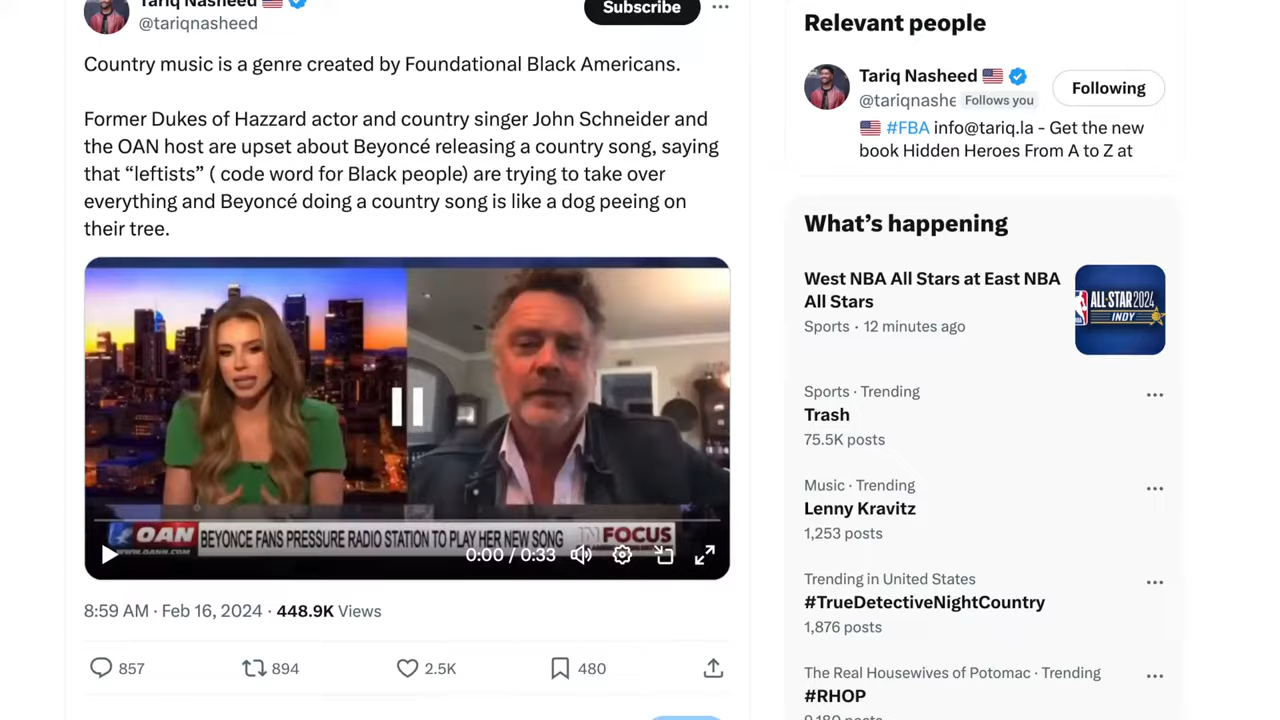 Tariq Nasheed 🇺🇸
Subscribe
@tariqnasheed
Country music is a genre created by Foundational Black Americans.
Former Dukes of Hazzard actor and country singer John Schneider and
the OAN host are upset about Beyoncé releasing a country song, saying
that “leftists” ( code word for Black people) are trying to take over
everything and Beyoncé doing a country song is like a dog peeing on
their tree.
OAN
WWW.OANN.COM
BEYONCE FANS PRESSURE RADIO STATION TO PLAY HER NEW SONG
IN FOCUS
0:00 / 0:33
8:59 AM · Feb 16, 2024 · 448.9K Views
857
894
2.5K
480
Relevant people
Tariq Nasheed 🇺🇸
Following
@tariqnashe
Follows you
🇺🇸 #FBA info@tariq.la - Get the new
book Hidden Heroes From A to Z at
What’s happening
West NBA All Stars at East NBA
All Stars
Sports · 12 minutes ago
ALL-STAR 2024
INDY
Sports · Trending
Trash
75.5K posts
Music · Trending
Lenny Kravitz
1,253 posts
Trending in United States
#TrueDetectiveNightCountry
1,876 posts
The Real Housewives of Potomac · Trending
#RHOP
9,180 posts